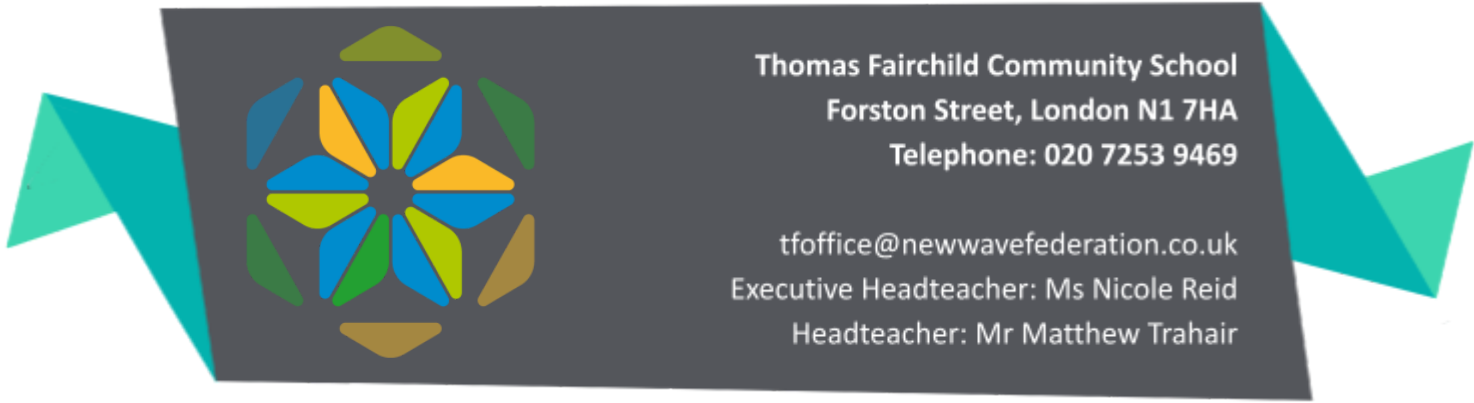 Thomas Fairchild Community School
Forston Street, London N1 7HA
Telephone: 020 7253 9469
tfoffice@newwavefederation.co.uk
Executive Headteacher: Ms Nicole Reid
Headteacher: Mr Matthew Trahair